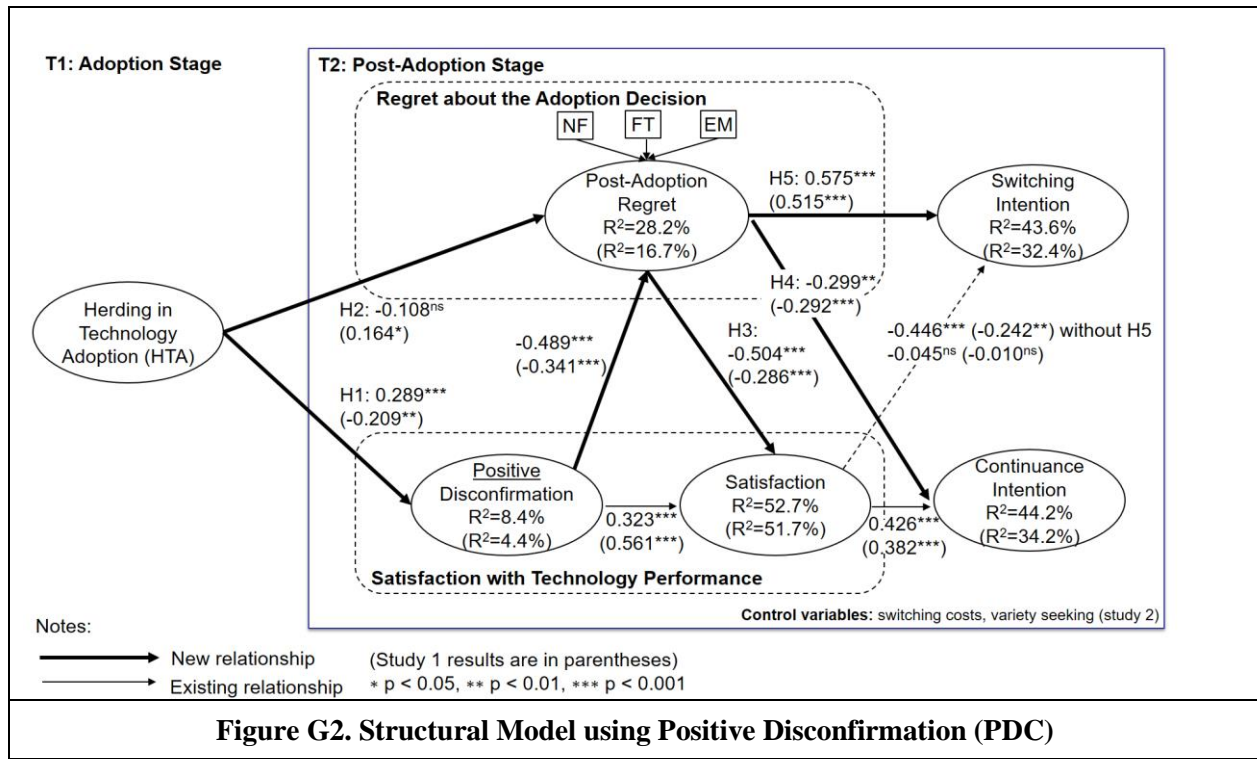 T1: Adoption Stage
T2: Post-Adoption Stage
Regret about the Adoption Decision
NF
FT
EM
Post-Adoption
Regret
R²=28.2%
(R²=16.7%)
H5: 0.575***
(0.515***)
Switching
Intention
R²=43.6%
(R²=32.4%)
Herding in
Technology
Adoption (HTA)
H2: -0.108ns
(0.164*)
-0.489***
(-0.341***)
H3:
-0.504***
(-0.286***)
H4: -0.299**
(-0.292***)
-0.446*** (-0.242**) without H5
-0.045ns (-0.010ns)
H1: 0.289***
(-0.209**)
Positive
Disconfirmation
R²=8.4%
(R²=4.4%)
0.323***
(0.561***)
Satisfaction
R²=52.7%
(R²=51.7%)
0.426***
(0.382***)
Continuance
Intention
R²=44.2%
(R²=34.2%)
Satisfaction with Technology Performance
Control variables: switching costs, variety seeking (study 2)
Notes:
New relationship
(Study 1 results are in parentheses)
Existing relationship
* p < 0.05, ** p < 0.01, *** p < 0.001
Figure G2. Structural Model using Positive Disconfirmation (PDC)